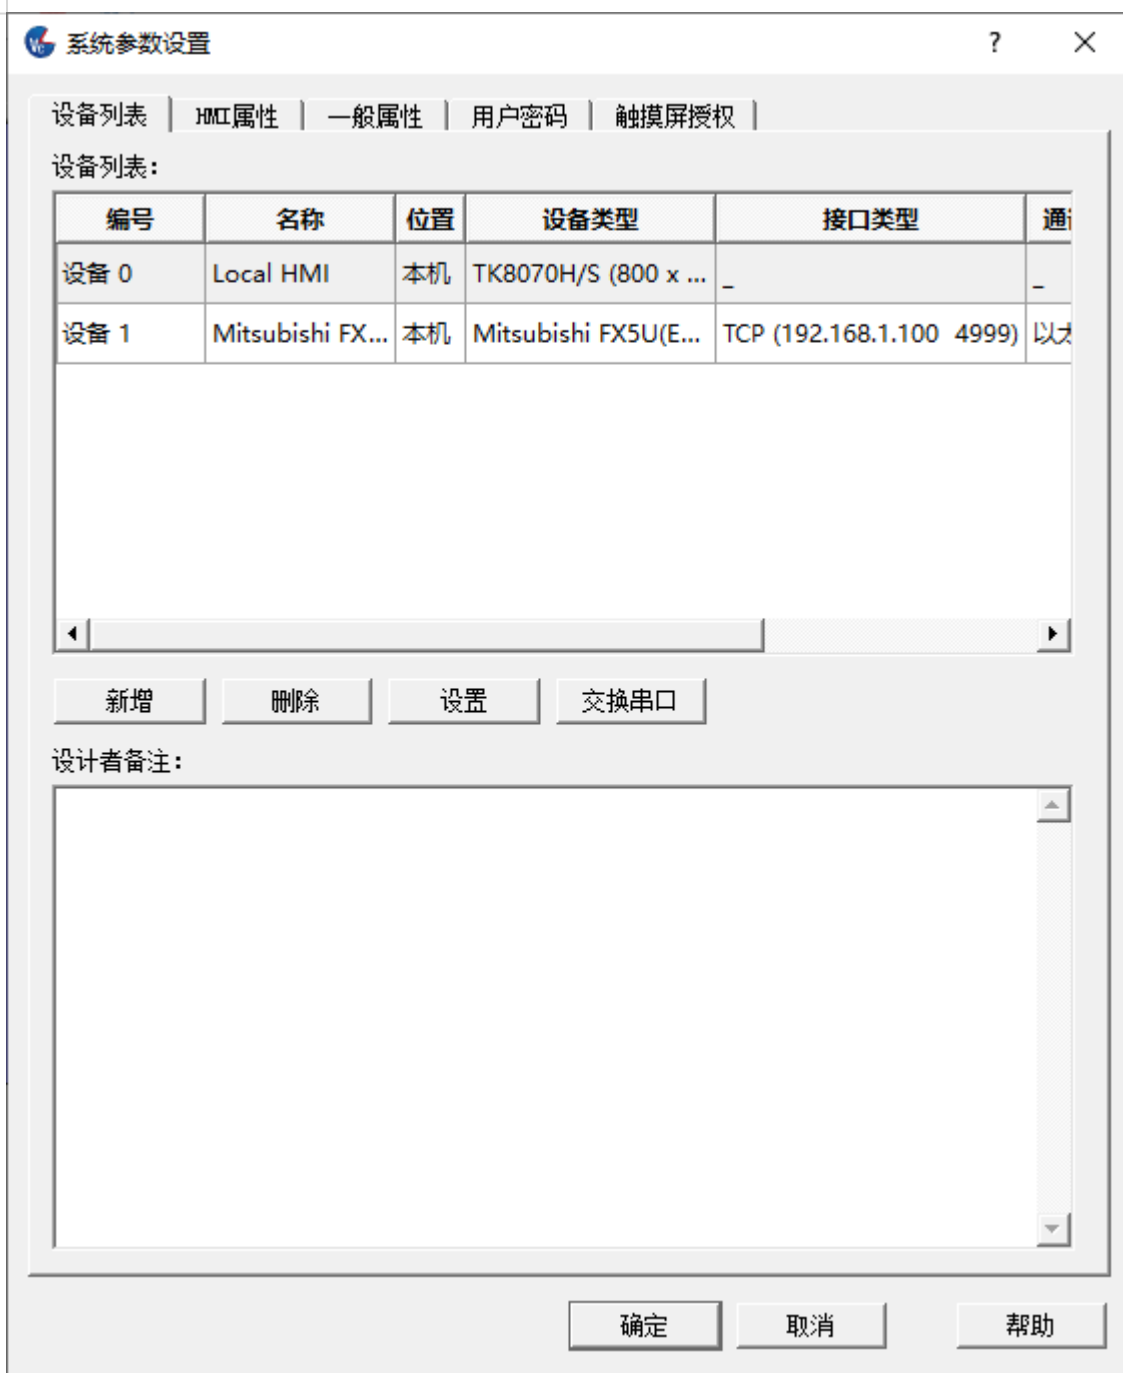 系统参数设置
设备列表 HMI属性 一般属性 用户密码 触摸屏授权
设备列表:
编号 名称 位置 设备类型 接口类型
设备 0 Local HMI 本机 TK8070H/S (800 x ... _ _
设备 1 Mitsubishi FX... 本机 Mitsubishi FX5U(E... TCP (192.168.1.100 4999) 以太
新增 删除 设置 交换串口
设计者备注:
确定 取消 帮助